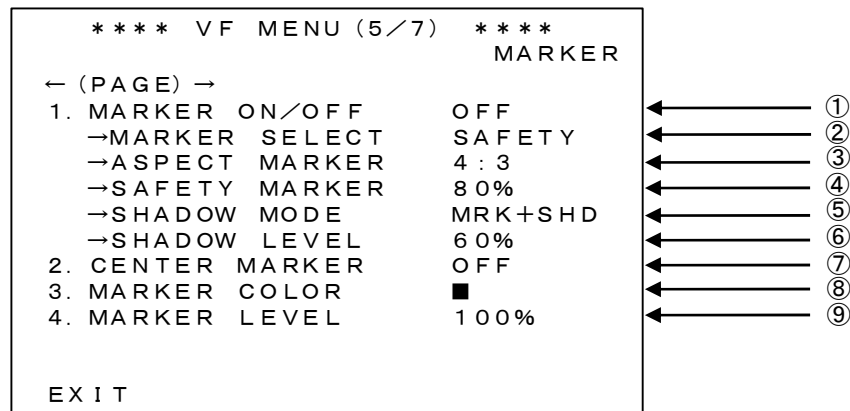 **** VF MENU(5/7) ****
MARKER
←(PAGE)→
1. MARKER ON/OFF OFF ①
→MARKER SELECT SAFETY ②
→ASPECT MARKER 4:3 ③
→SAFETY MARKER 80% ④
→SHADOW MODE MRK+SHD ⑤
→SHADOW LEVEL 60% ⑥
2. CENTER MARKER OFF ⑦
3. MARKER COLOR ■ ⑧
4. MARKER LEVEL 100% ⑨
EXIT